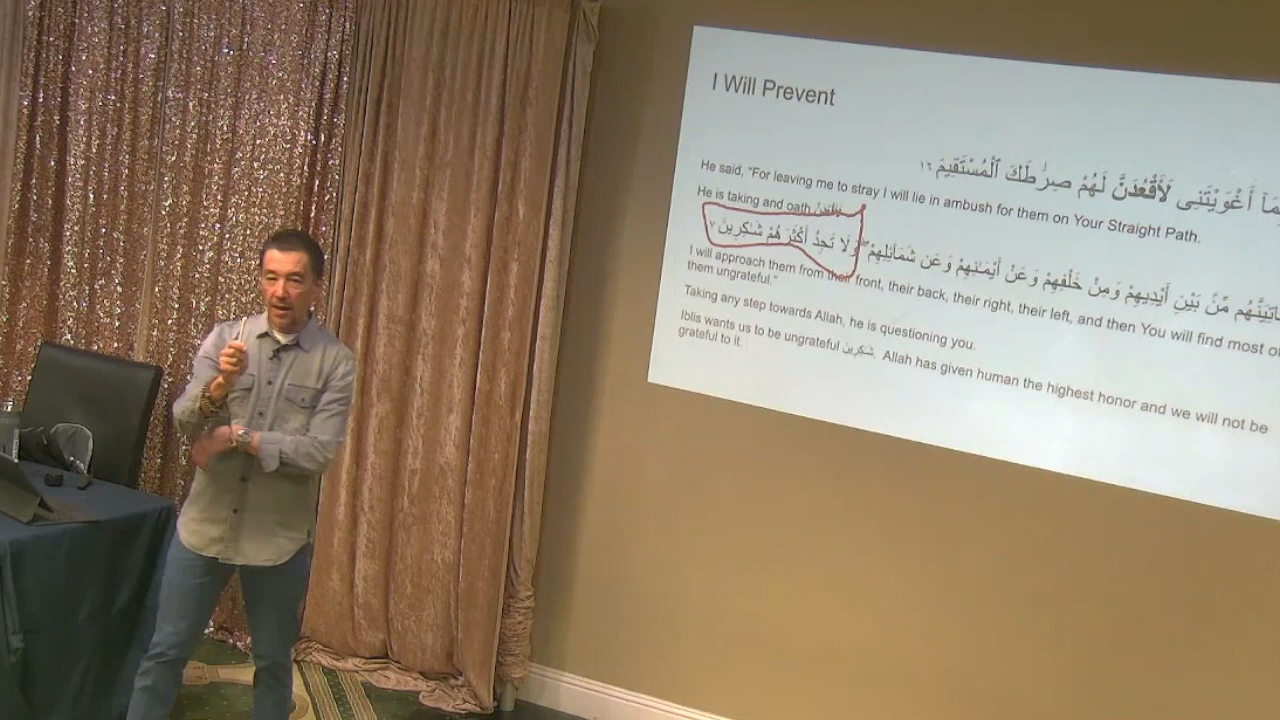 I Will Prevent
أَغْوَيْتَنِى لَأَقْعُدَنَّ لَهُمْ صِرَٰطَكَ ٱلْمُسْتَقِيمَ ١٦
He said, "For leaving me to stray I will lie in ambush for them on Your Straight Path.
He is taking and oath
مِّنۢ بَيْنِ أَيْدِيهِمْ وَمِنْ خَلْفِهِمْ وَعَنْ أَيْمَـٰنِهِمْ وَعَن شَمَآئِلِهِمْ ۖ وَلَا تَجِدُ أَكْثَرَهُمْ شَـٰكِرِينَ
I will approach them from their front, their back, their right, their left, and then You will find most of
them ungrateful."
Taking any step towards Allah, he is questioning you.
Iblis wants us to be ungrateful شَـٰكِرِينَ. Allah has given human the highest honor and we will not be
grateful to it.